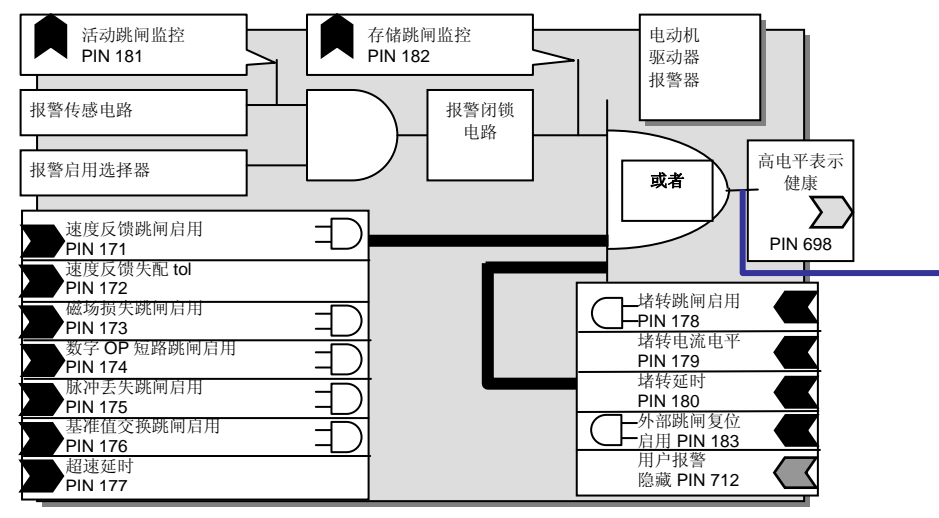 活动跳闸监控
PIN 181
存储跳闸监控
PIN 182
电动机
驱动器
报警器
报警传感电路
报警闭锁
电路
报警启用选择器
或者
高电平表示
健康
PIN 698
速度反馈跳闸启用
PIN 171
速度反馈失配 tol
PIN 172
磁场损失跳闸启用
PIN 173
数字 OP 短路跳闸启用
PIN 174
脉冲丢失跳闸启用
PIN 175
基准值交换跳闸启用
PIN 176
超速延时
PIN 177
堵转跳闸启用
PIN 178
堵转电流电平
PIN 179
堵转延时
PIN 180
外部跳闸复位
启用 PIN 183
用户报警
隐藏 PIN 712